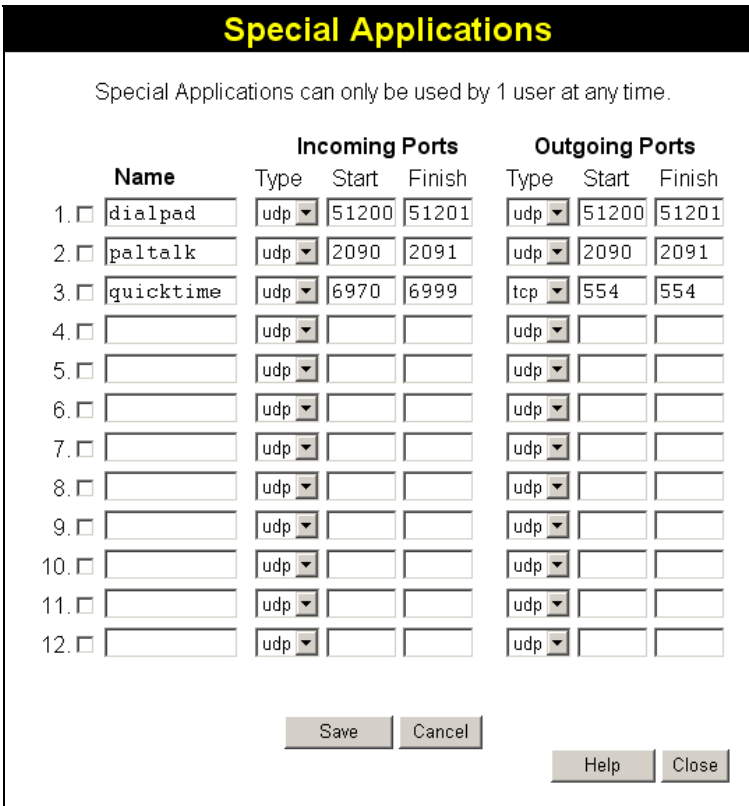 Special Applications
Special Applications can only be used by 1 user at any time.
Incoming Ports Outgoing Ports
Name Type Start Finish Type Start Finish
1. dialpad udp 51200 51201 udp 51200 51201
2. paltalk udp 2090 2091 udp 2090 2091
3. quicktime udp 6970 6999 tcp 554 554
4. udp udp
5. udp udp
6. udp udp
7. udp udp
8. udp udp
9. udp udp
10. udp udp
11. udp udp
12. udp udp
Save Cancel
Help Close